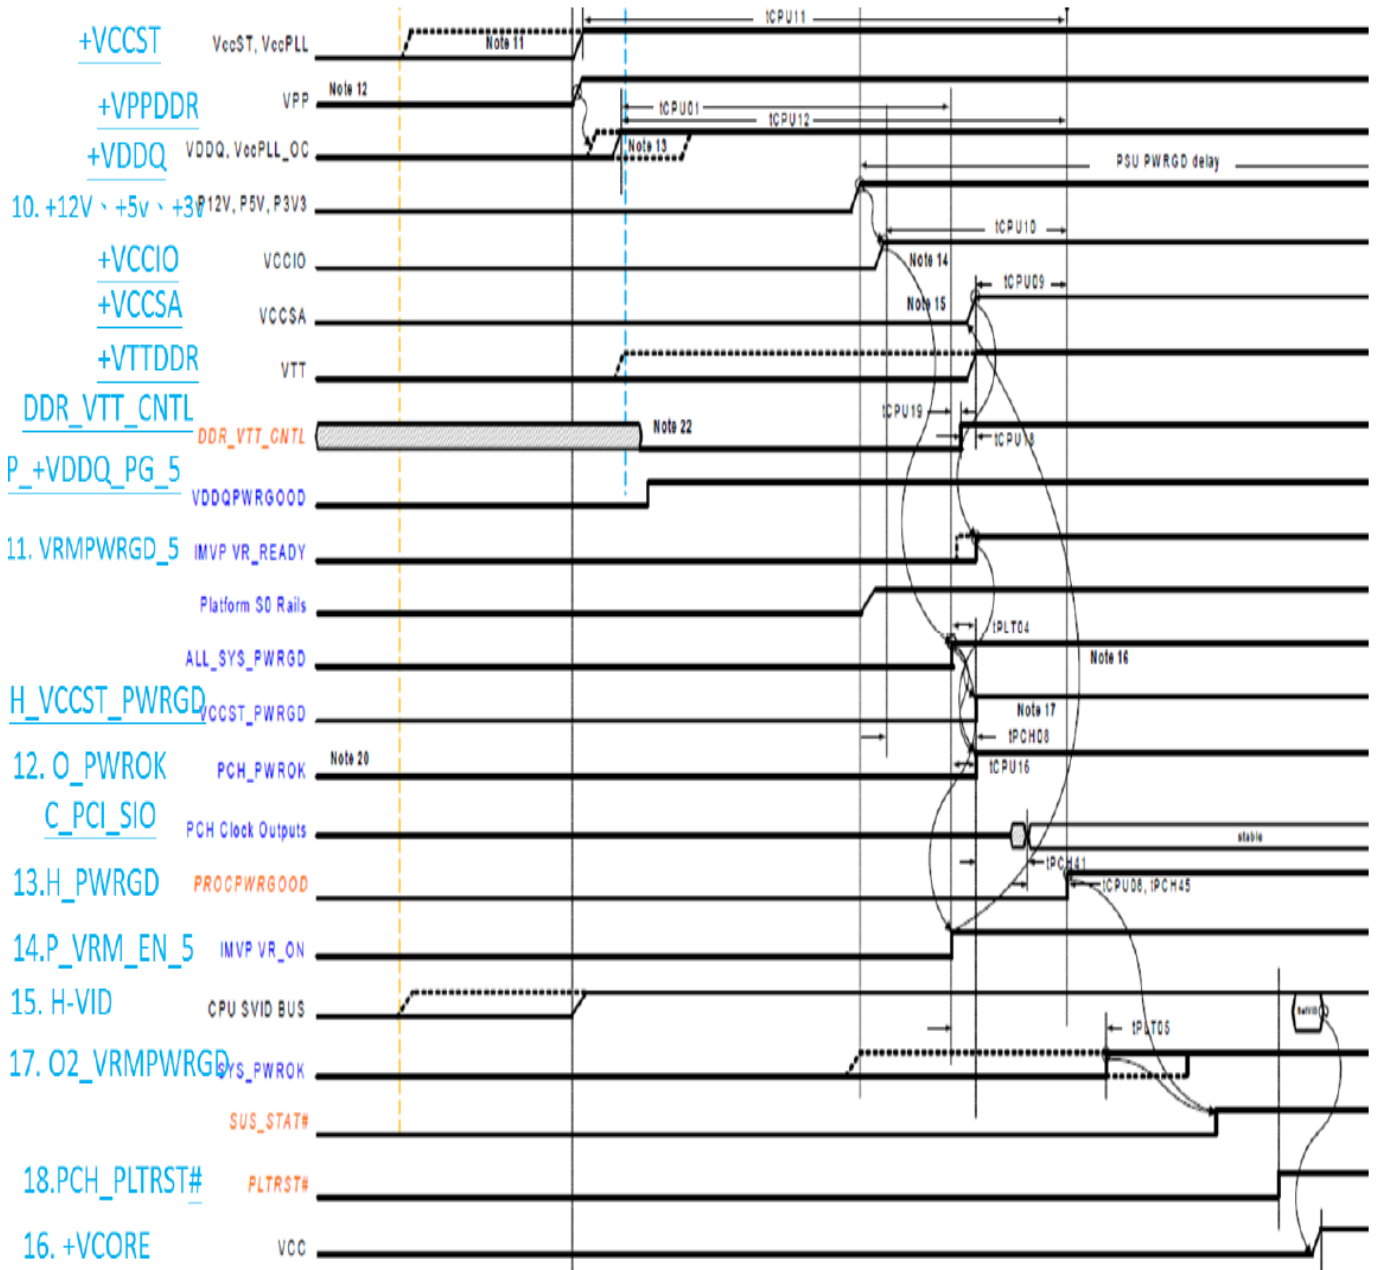 tCPU11
+VCCST VccST, VccPLL Note 11
+VPPDDR VPP Note 12
tCPU01
tCPU12
+VDDQ VDDQ, VccPLL_OC Note 13
PSU PWRGD delay
10. +12V、+5v、+3v P12V, P5V, P3V3
tCPU10
+VCCIO VCCIO Note 14
tCPU09
+VCCSA VCCSA Note 15
+VTTDDR VTT
tCPU19
DDR_VTT_CNTL DDR_VTT_CNTL Note 22 tCPU18
P_+VDDQ_PG_5 VDDQPWRGOOD
11. VRMPWRGD_5 IMVP VR_READY
Platform S0 Rails
tPLT04
ALL_SYS_PWRGD Note 16
H_VCCST_PWRGD VCCST_PWRGD Note 17
tPCH08
12. O_PWROK PCH_PWROK Note 20 tCPU16
C_PCI_SIO PCH Clock Outputs stable
tPCH41
13.H_PWRGD PROCPWRGOOD tCPU08, tPCH45
14.P_VRM_EN_5 IMVP VR_ON
15. H-VID CPU SVID BUS
tPLT05
17. O2_VRMPWRGD SYS_PWROK
SUS_STAT#
18.PCH_PLTRST# PLTRST#
16. +VCORE VCC